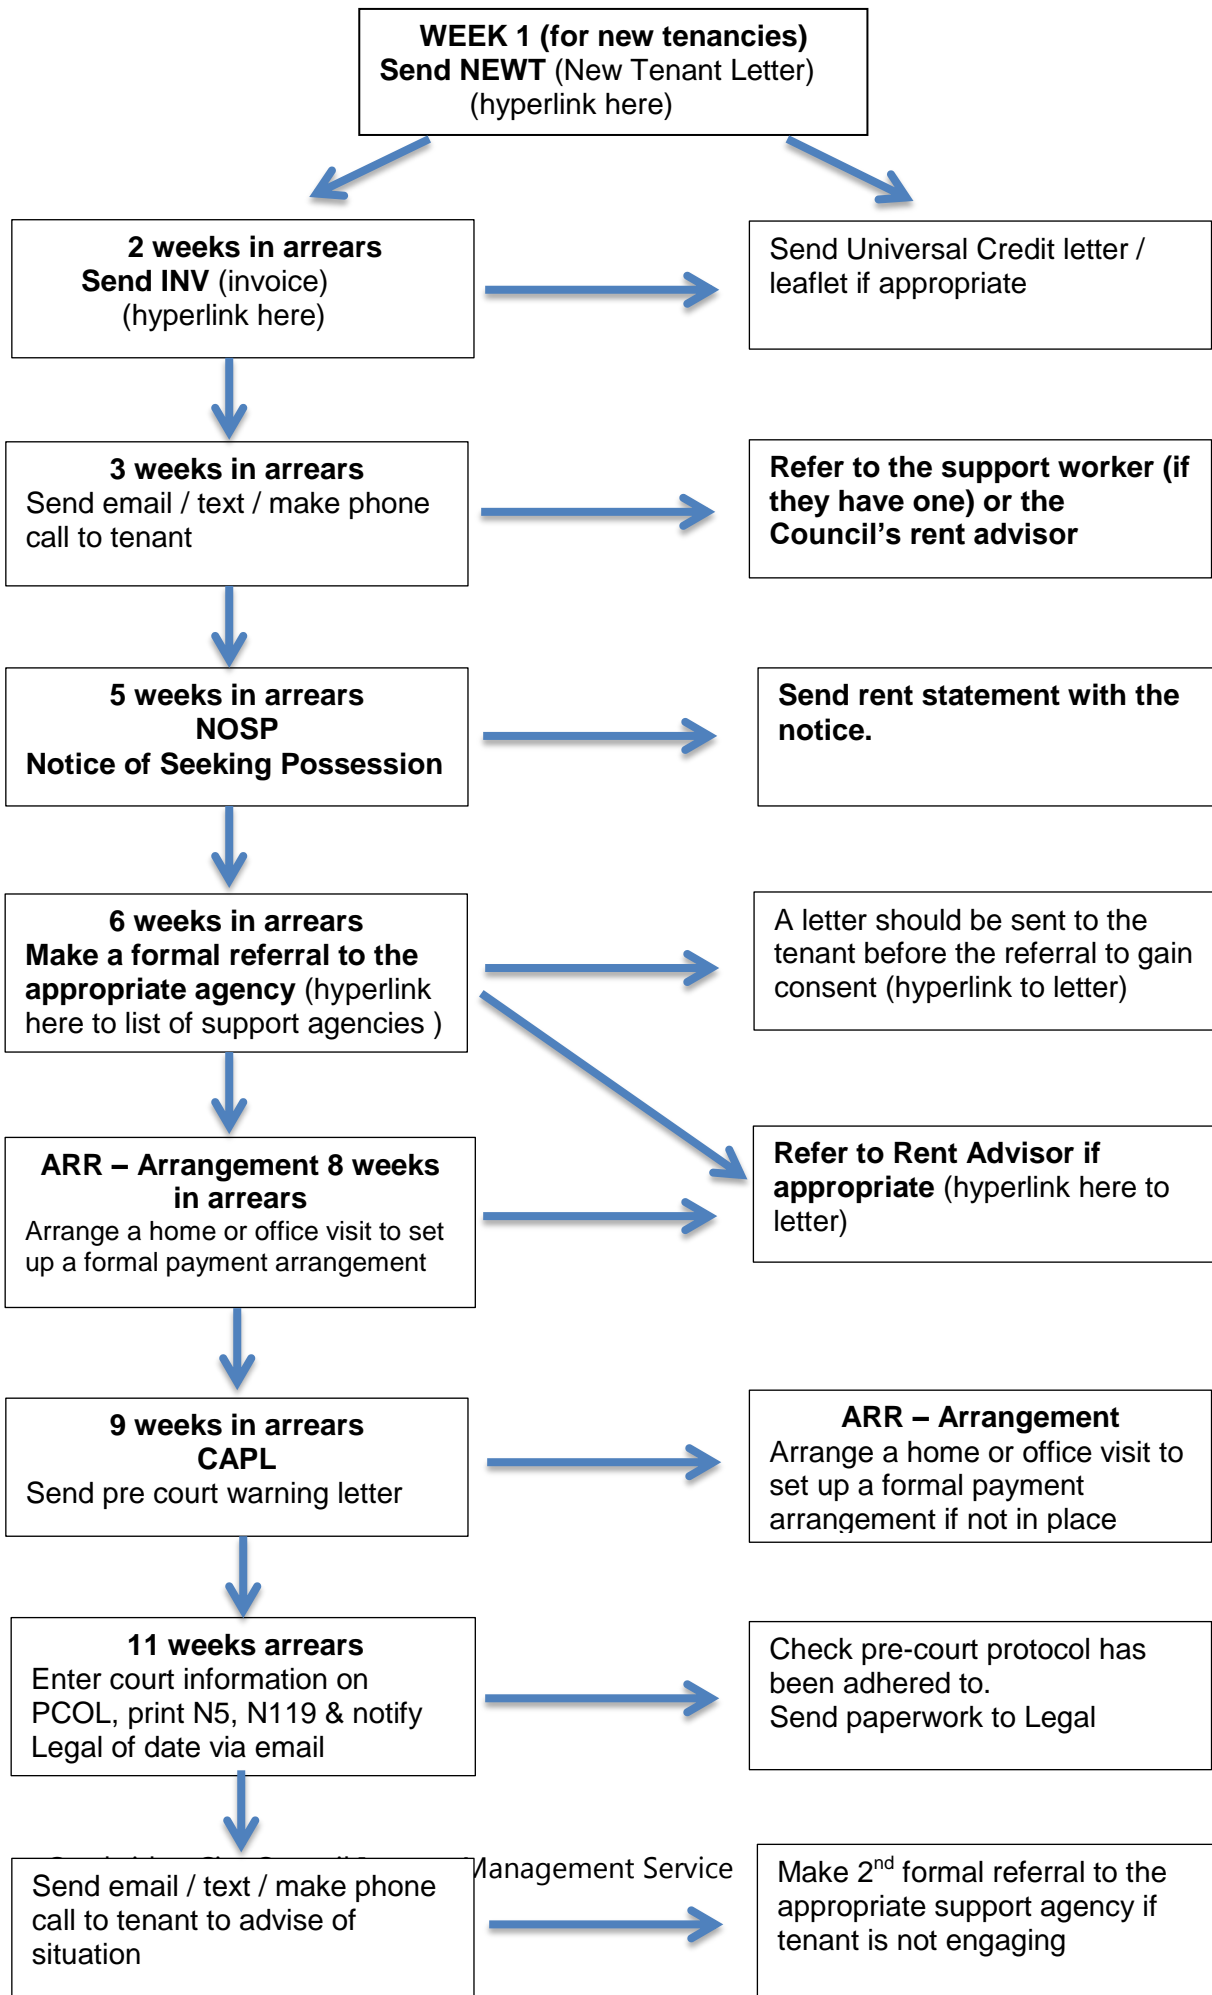 WEEK 1 (for new tenancies)
Send NEWT (New Tenant Letter)
(hyperlink here)
2 weeks in arrears
Send INV (invoice)
(hyperlink here)
Send Universal Credit letter /
leaflet if appropriate
3 weeks in arrears
Send email / text / make phone
call to tenant
Refer to the support worker (if
they have one) or the
Council’s rent advisor
5 weeks in arrears
NOSP
Notice of Seeking Possession
Send rent statement with the
notice.
6 weeks in arrears
Make a formal referral to the
appropriate agency (hyperlink
here to list of support agencies )
A letter should be sent to the
tenant before the referral to gain
consent (hyperlink to letter)
ARR – Arrangement 8 weeks
in arrears
Arrange a home or office visit to set
up a formal payment arrangement
Refer to Rent Advisor if
appropriate (hyperlink here to
letter)
9 weeks in arrears
CAPL
Send pre court warning letter
ARR – Arrangement
Arrange a home or office visit to
set up a formal payment
arrangement if not in place
11 weeks arrears
Enter court information on
PCOL, print N5, N119 & notify
Legal of date via email
Check pre-court protocol has
been adhered to.
Send paperwork to Legal
Management Service
Send email / text / make phone
call to tenant to advise of
situation
Make 2nd formal referral to the
appropriate support agency if
tenant is not engaging